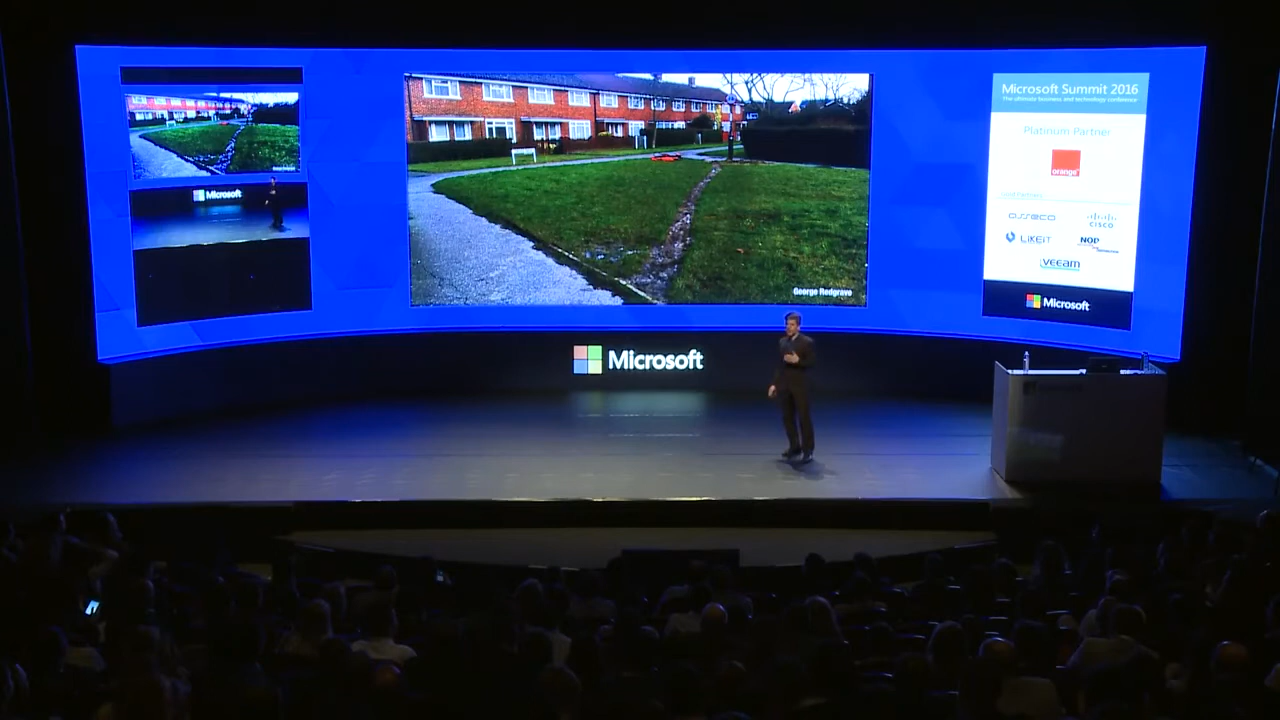 Microsoft Summit 2016
The ultimate business and technology conference
Platinum Partner
orange
asseco
CISCO
LIKEIT
NOR
veeam
Microsoft
George Redgrave
Microsoft
Microsoft